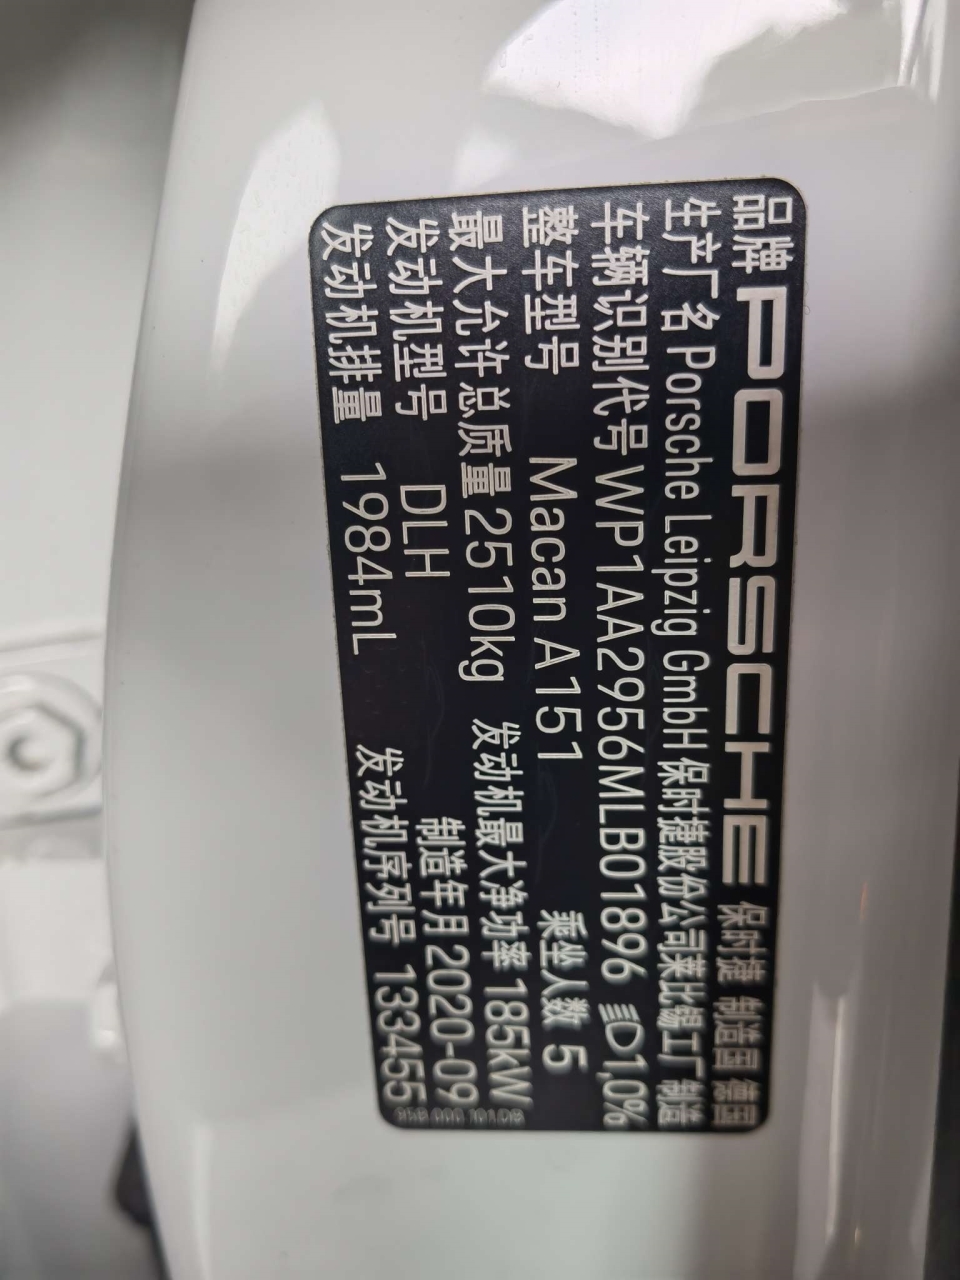 品牌 PORSCHE 保时捷 制造国 德国
生产厂名 Porsche Leipzig GmbH 保时捷股份公司莱比锡工厂制造
车辆识别代号 WP1AA2956MLB01896 1,0%
整车型号 Macan A151 乘坐人数 5
最大允许总质量 2510kg 发动机最大净功率 185kW
发动机型号 DLH 制造年月 2020-09
发动机排量 1984mL 发动机序列号 133455